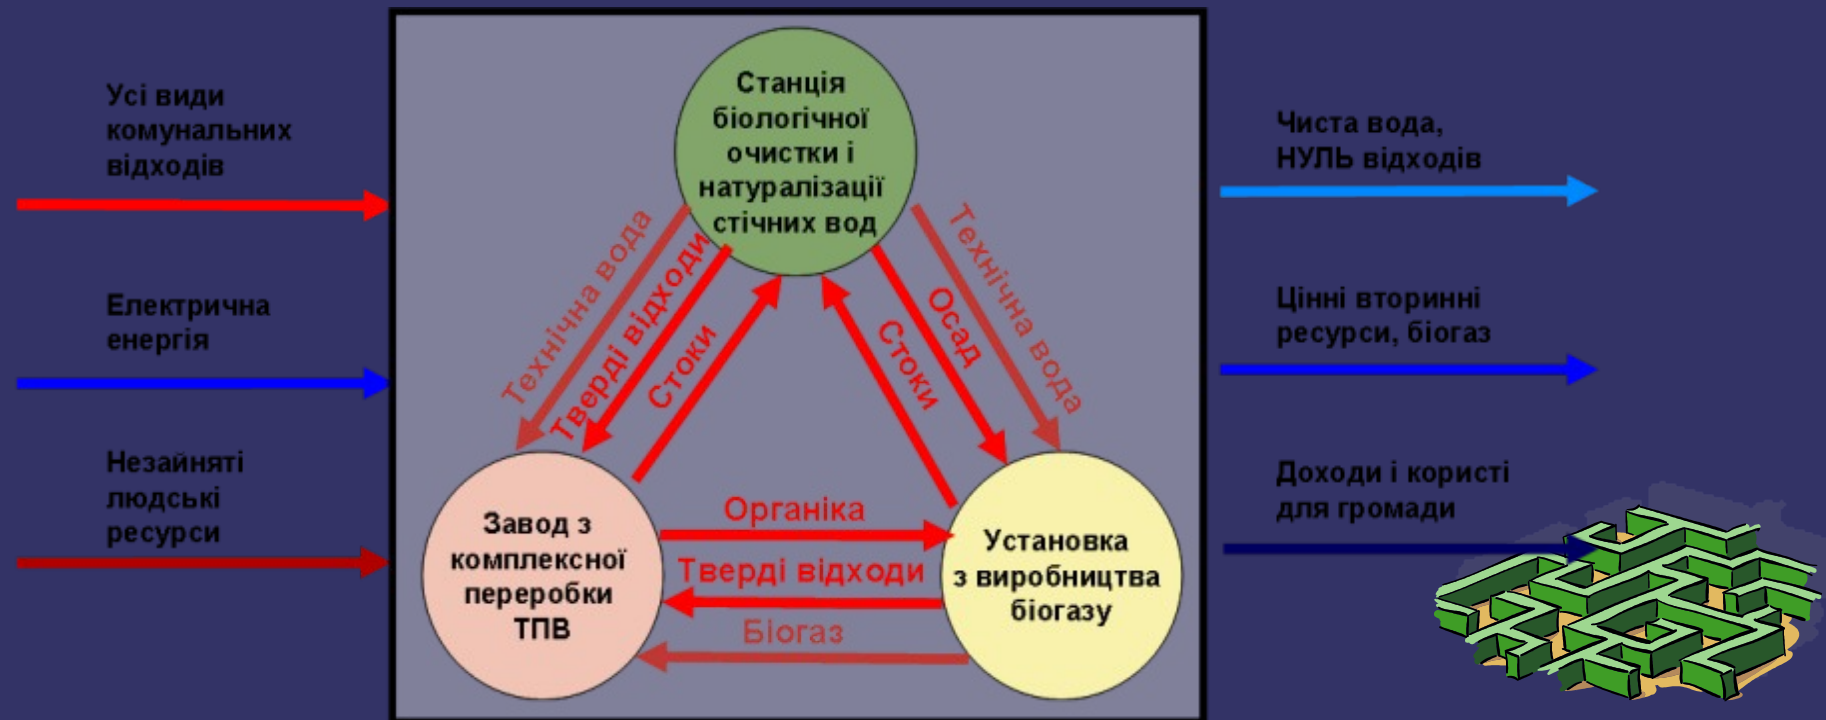 Усі види
комунальних
відходів
Електрична
енергія
Незайняті
людські
ресурси
Станція
біологічної
очистки і
натуралізації
стічних вод
Технічна вода
Тверді відходи
Стоки
Стоки
Осад
Технічна вода
Завод з
комплексної
переробки
ТПВ
Органіка
Тверді відходи
Біогаз
Установка
з виробництва
біогазу
Чиста вода,
НУЛЬ відходів
Цінні вторинні
ресурси, біогаз
Доходи і користі
для громади